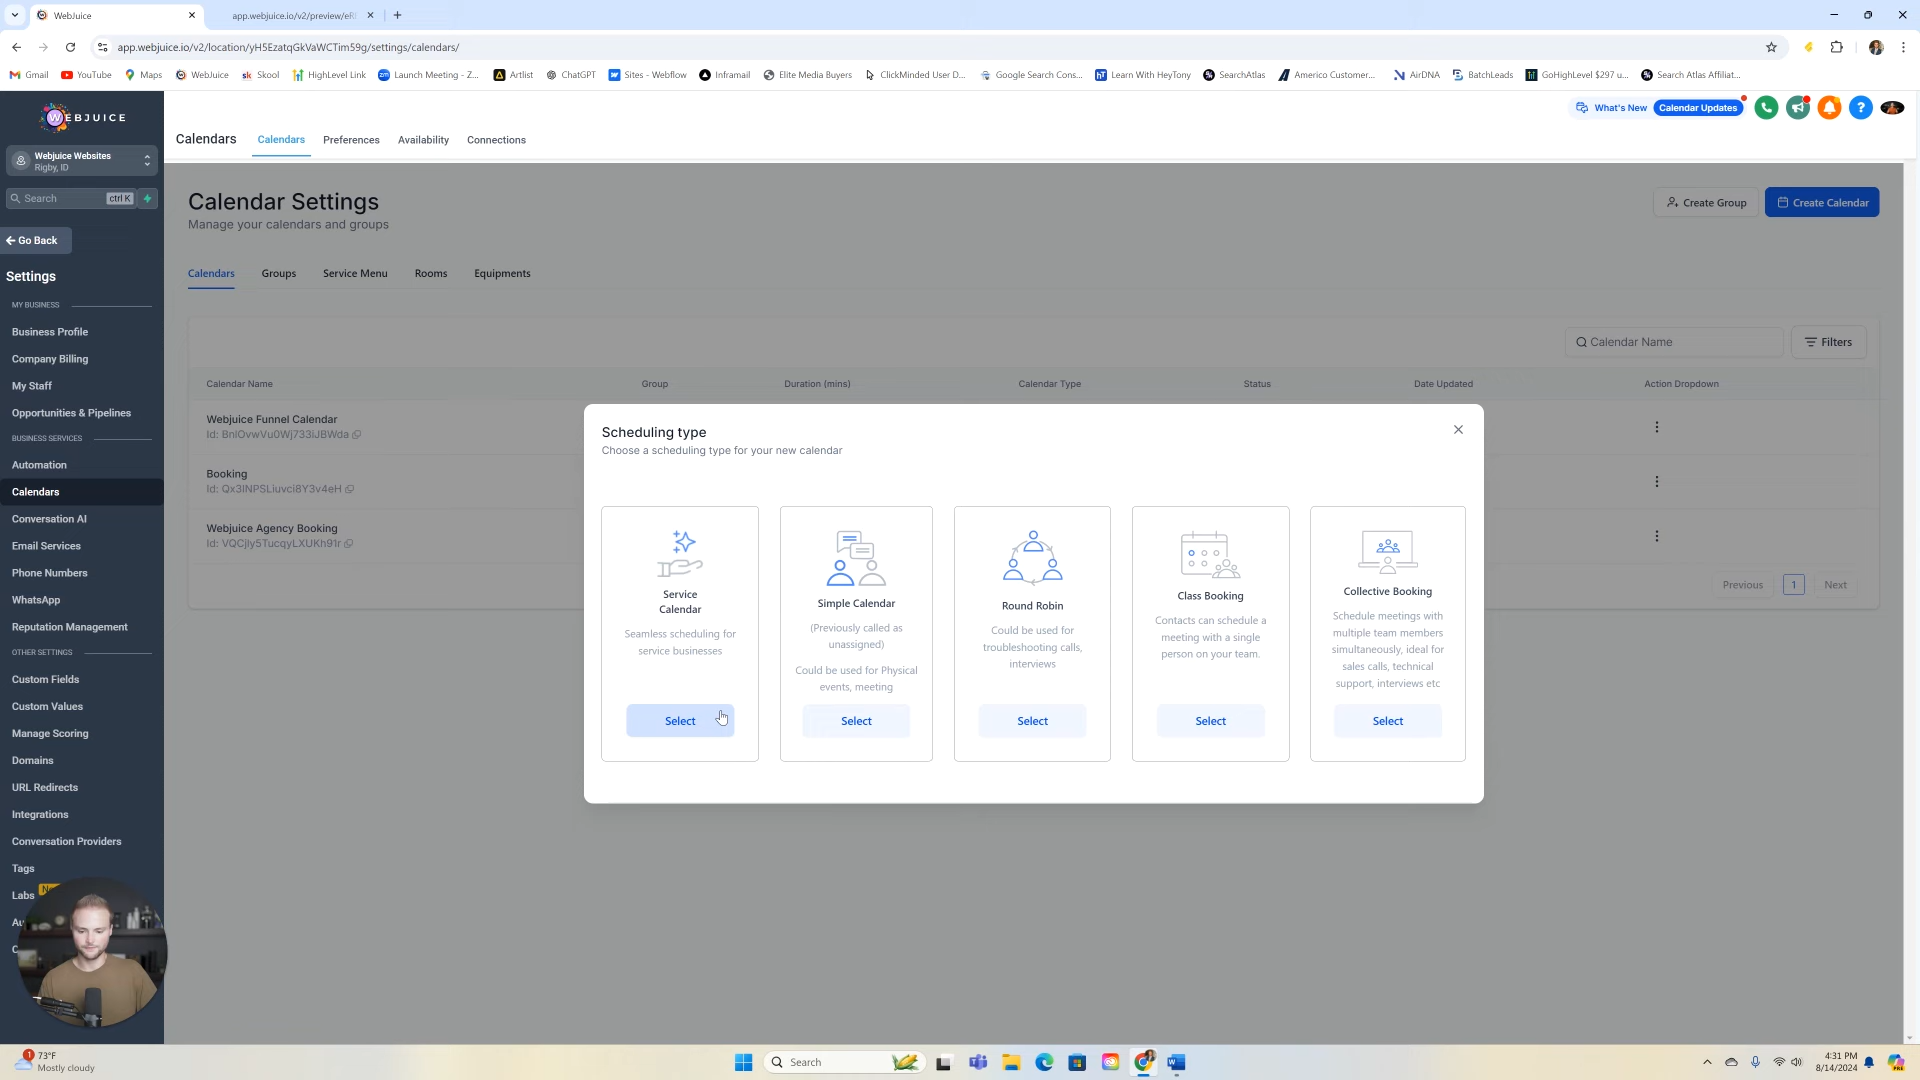 WebJuice
app.webjuice.io/v2/preview/eR
app.webjuice.io/v2/location/yH5EzatqGkVaWCTim59g/settings/calendars/
Gmail
YouTube
Maps
WebJuice
Skool
HighLevel Link
Launch Meeting - Z...
Artlist
ChatGPT
Sites - Webflow
Inframail
Elite Media Buyers
ClickMinded User D...
Google Search Cons...
Learn With HeyTony
SearchAtlas
Americo Customer...
AirDNA
BatchLeads
GoHighLevel $297 u...
Search Atlas Affiliat...
WEBJUICE
Webjuice Websites
Rigby, ID
Search
ctrl K
Go Back
Settings
MY BUSINESS
Business Profile
Company Billing
My Staff
Opportunities & Pipelines
BUSINESS SERVICES
Automation
Calendars
Conversation AI
Email Services
Phone Numbers
WhatsApp
Reputation Management
OTHER SETTINGS
Custom Fields
Custom Values
Manage Scoring
Domains
URL Redirects
Integrations
Conversation Providers
Tags
Labs
Calendars
Calendars
Preferences
Availability
Connections
What's New
Calendar Updates
Calendar Settings
Manage your calendars and groups
Create Group
Create Calendar
Calendars
Groups
Service Menu
Rooms
Equipments
Calendar Name
Filters
Calendar Name
Group
Duration (mins)
Calendar Type
Status
Date Updated
Action Dropdown
Webjuice Funnel Calendar
Id: BnlOvwVu0Wj733iJBWda
Booking
Id: Qx3INPSLiuvci8Y3v4eH
Webjuice Agency Booking
Id: VQCjly5TucqyLXUKh91r
Previous
1
Next
Scheduling type
Choose a scheduling type for your new calendar
Service
Calendar
Seamless scheduling for
service businesses
Select
Simple Calendar
(Previously called as
unassigned)
Could be used for Physical
events, meeting
Select
Round Robin
Could be used for
troubleshooting calls,
interviews
Select
Class Booking
Contacts can schedule a
meeting with a single
person on your team.
Select
Collective Booking
Schedule meetings with
multiple team members
simultaneously, ideal for
sales calls, technical
support, interviews etc
Select
1
73°F
Mostly cloudy
Search
4:31 PM
8/14/2024